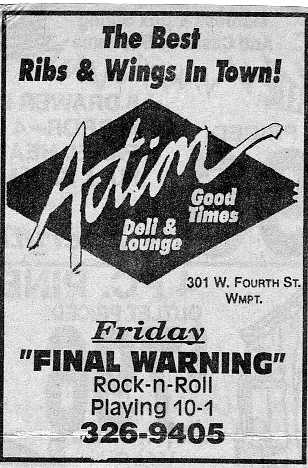 The Best
Ribs & Wings In Town!
Action
Good
Times
Deli &
Lounge
301 W. Fourth St.
Wmpt.
Friday
"FINAL WARNING"
Rock-n-Roll
Playing 10-1
326-9405